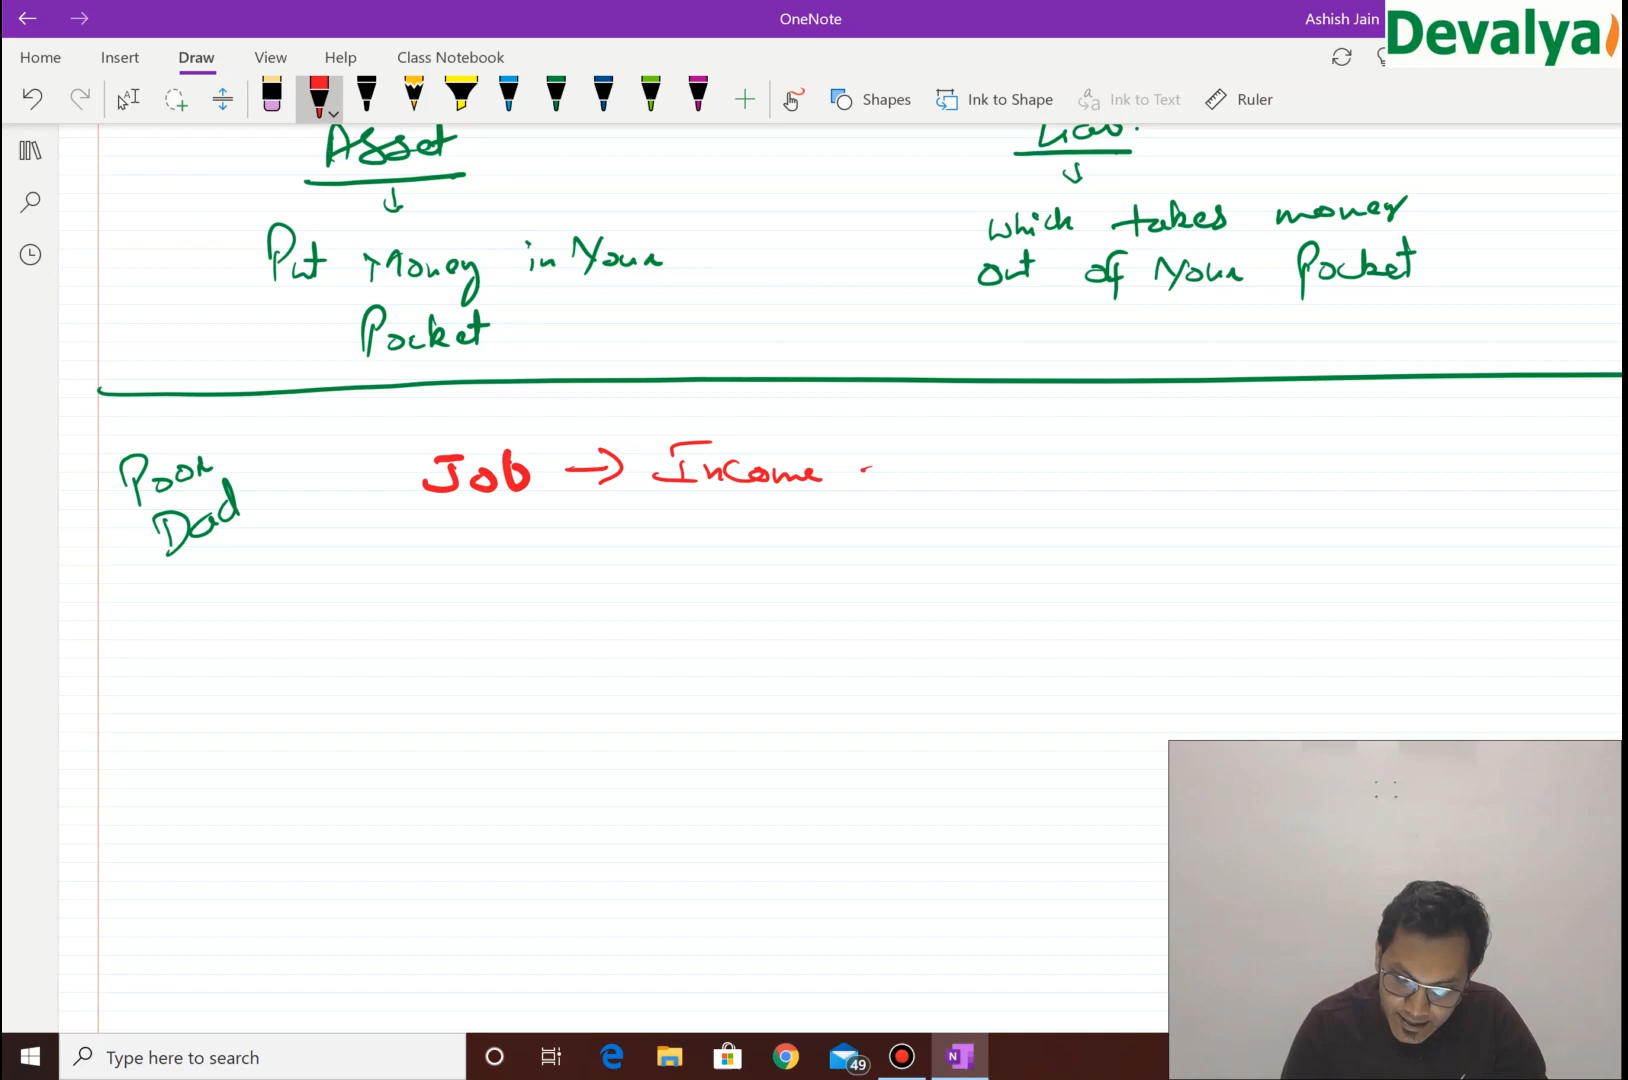 OneNote
Ashish Jain
Devalya
Home Insert Draw View Help Class Notebook
Shapes Ink to Shape Ink to Text Ruler
Asset
Liab.
Put Money in Your
Pocket
which takes money
out of Your Pocket
Poor
Dad
Job → Income
Type here to search
49